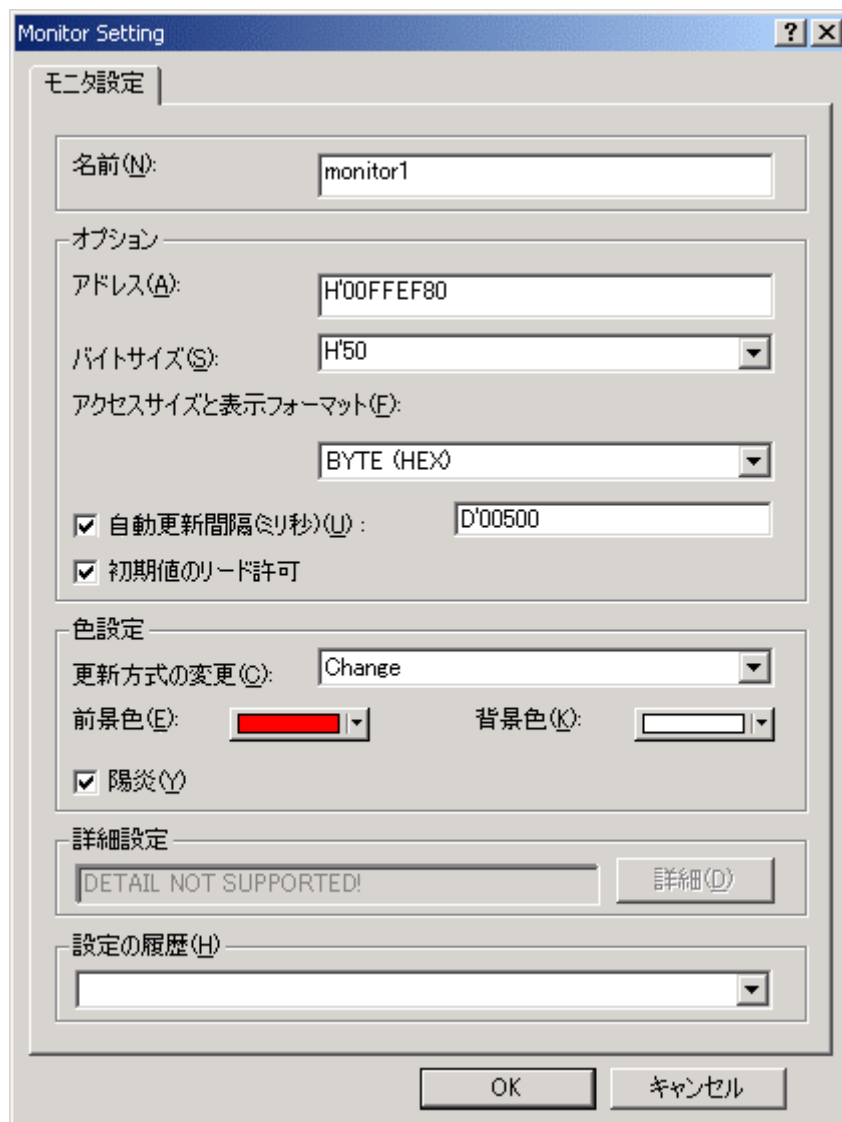 Monitor Setting
モニタ設定
名前(N):
monitor1
オプション
アドレス(A):
H'00FFEF80
バイトサイズ(S):
H'50
アクセスサイズと表示フォーマット(F):
BYTE (HEX)
自動更新間隔(ミリ秒)(U) :
D'00500
初期値のリード許可
色設定
更新方式の変更(C):
Change
前景色(E):
背景色(K):
陽炎(Y)
詳細設定
DETAIL NOT SUPPORTED!
詳細(D)
設定の履歴(H)
OK
キャンセル